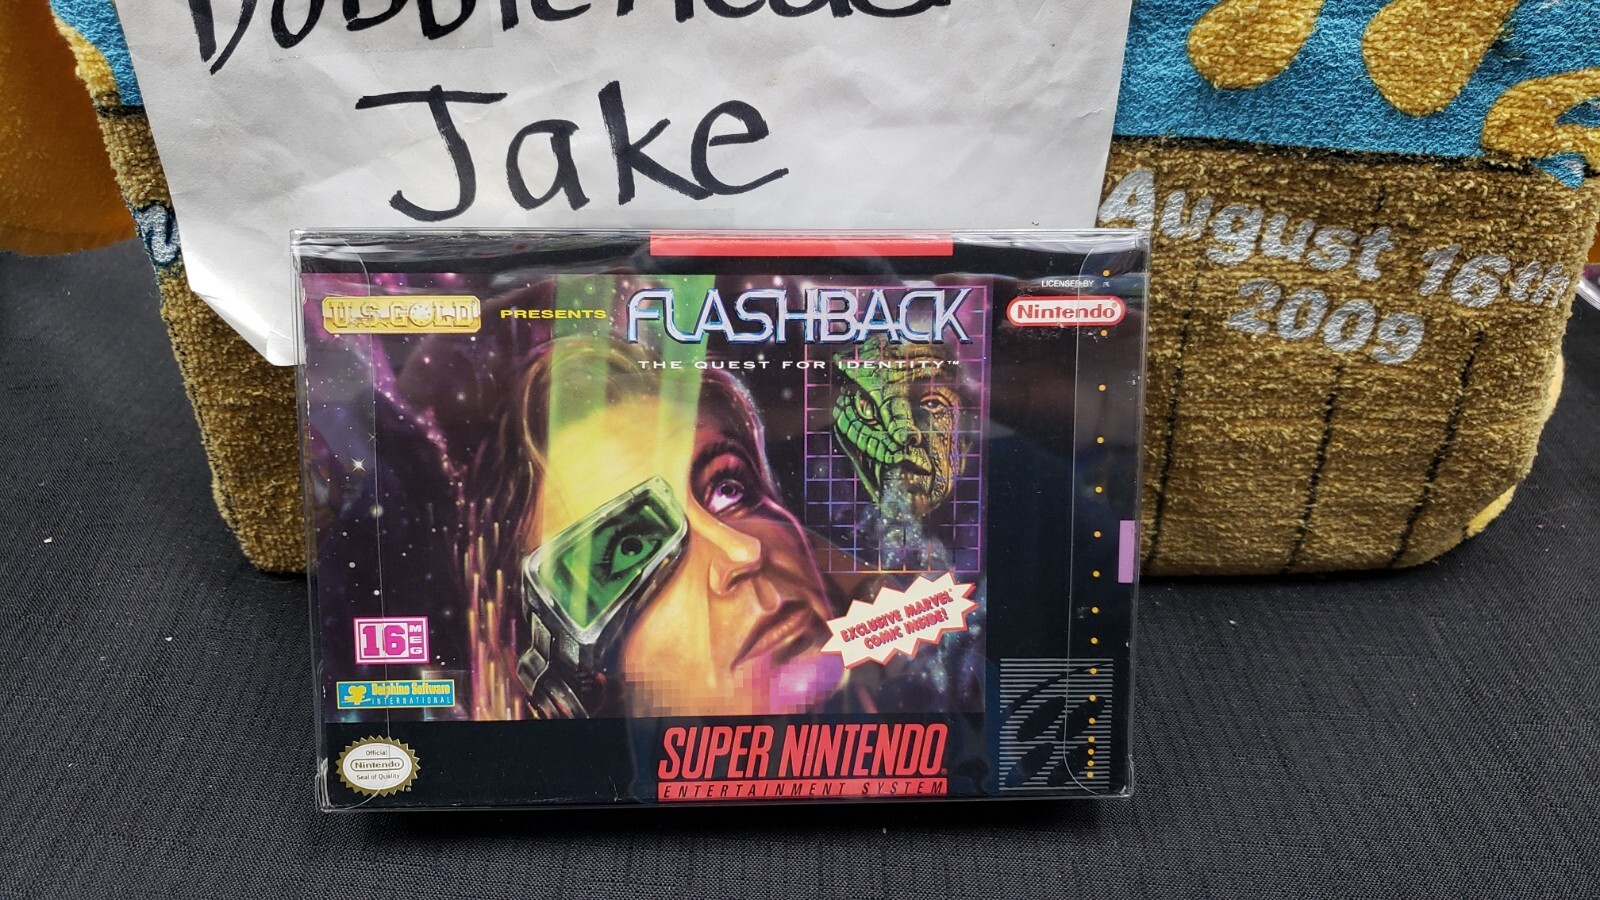 Jake
August 16th
2009
U.S. GOLD
PRESENTS
FLASHBACK
THE QUEST FOR IDENTITY™
LICENSED BY
Nintendo
EXCLUSIVE MARVEL
COMIC INSIDE!
16 MEG
Delphine Software
INTERNATIONAL
Official
Nintendo
Seal of Quality
SUPER NINTENDO
ENTERTAINMENT SYSTEM